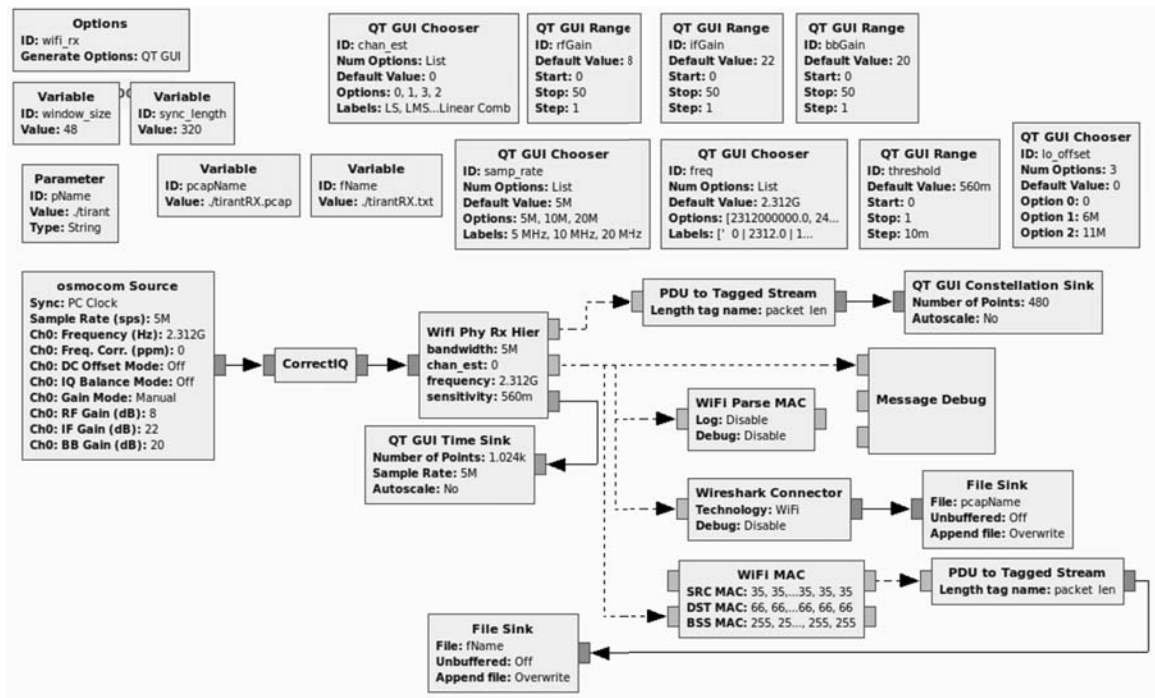 Options
ID: wifi_rx
Generate Options: QT GUI
Variable
ID: window_size
Value: 48
Variable
ID: sync_length
Value: 320
QT GUI Chooser
ID: chan_est
Num Options: List
Default Value: 0
Options: 0, 1, 3, 2
Labels: LS, LMS...Linear Comb
QT GUI Range
ID: rfGain
Default Value: 8
Start: 0
Stop: 50
Step: 1
QT GUI Range
ID: ifGain
Default Value: 22
Start: 0
Stop: 50
Step: 1
QT GUI Range
ID: bbGain
Default Value: 20
Start: 0
Stop: 50
Step: 1
Parameter
ID: pName
Value: ./tirant
Type: String
Variable
ID: pcapName
Value: ./tirantRX.pcap
Variable
ID: fName
Value: ./tirantRX.txt
QT GUI Chooser
ID: samp_rate
Num Options: List
Default Value: 5M
Options: 5M, 10M, 20M
Labels: 5 MHz, 10 MHz, 20 MHz
QT GUI Chooser
ID: freq
Num Options: List
Default Value: 2.312G
Options: [2312000000.0, 24...
Labels: [' 0 | 2312.0 | 1...
QT GUI Range
ID: threshold
Default Value: 560m
Start: 0
Stop: 1
Step: 10m
QT GUI Chooser
ID: lo_offset
Num Options: 3
Default Value: 0
Option 0: 0
Option 1: 6M
Option 2: 11M
osmocom Source
Sync: PC Clock
Sample Rate (sps): 5M
Ch0: Frequency (Hz): 2.312G
Ch0: Freq. Corr. (ppm): 0
Ch0: DC Offset Mode: Off
Ch0: IQ Balance Mode: Off
Ch0: Gain Mode: Manual
Ch0: RF Gain (dB): 8
Ch0: IF Gain (dB): 22
Ch0: BB Gain (dB): 20
CorrectIQ
Wifi Phy Rx Hier
bandwidth: 5M
chan_est: 0
frequency: 2.312G
sensitivity: 560m
PDU to Tagged Stream
Length tag name: packet_len
QT GUI Constellation Sink
Number of Points: 480
Autoscale: No
Message Debug
WiFi Parse MAC
Log: Disable
Debug: Disable
QT GUI Time Sink
Number of Points: 1.024k
Sample Rate: 5M
Autoscale: No
Wireshark Connector
Technology: WiFi
Debug: Disable
File Sink
File: pcapName
Unbuffered: Off
Append file: Overwrite
WiFi MAC
SRC MAC: 35, 35,...35, 35, 35
DST MAC: 66, 66,...66, 66, 66
BSS MAC: 255, 25..., 255, 255
PDU to Tagged Stream
Length tag name: packet_len
File Sink
File: fName
Unbuffered: Off
Append file: Overwrite